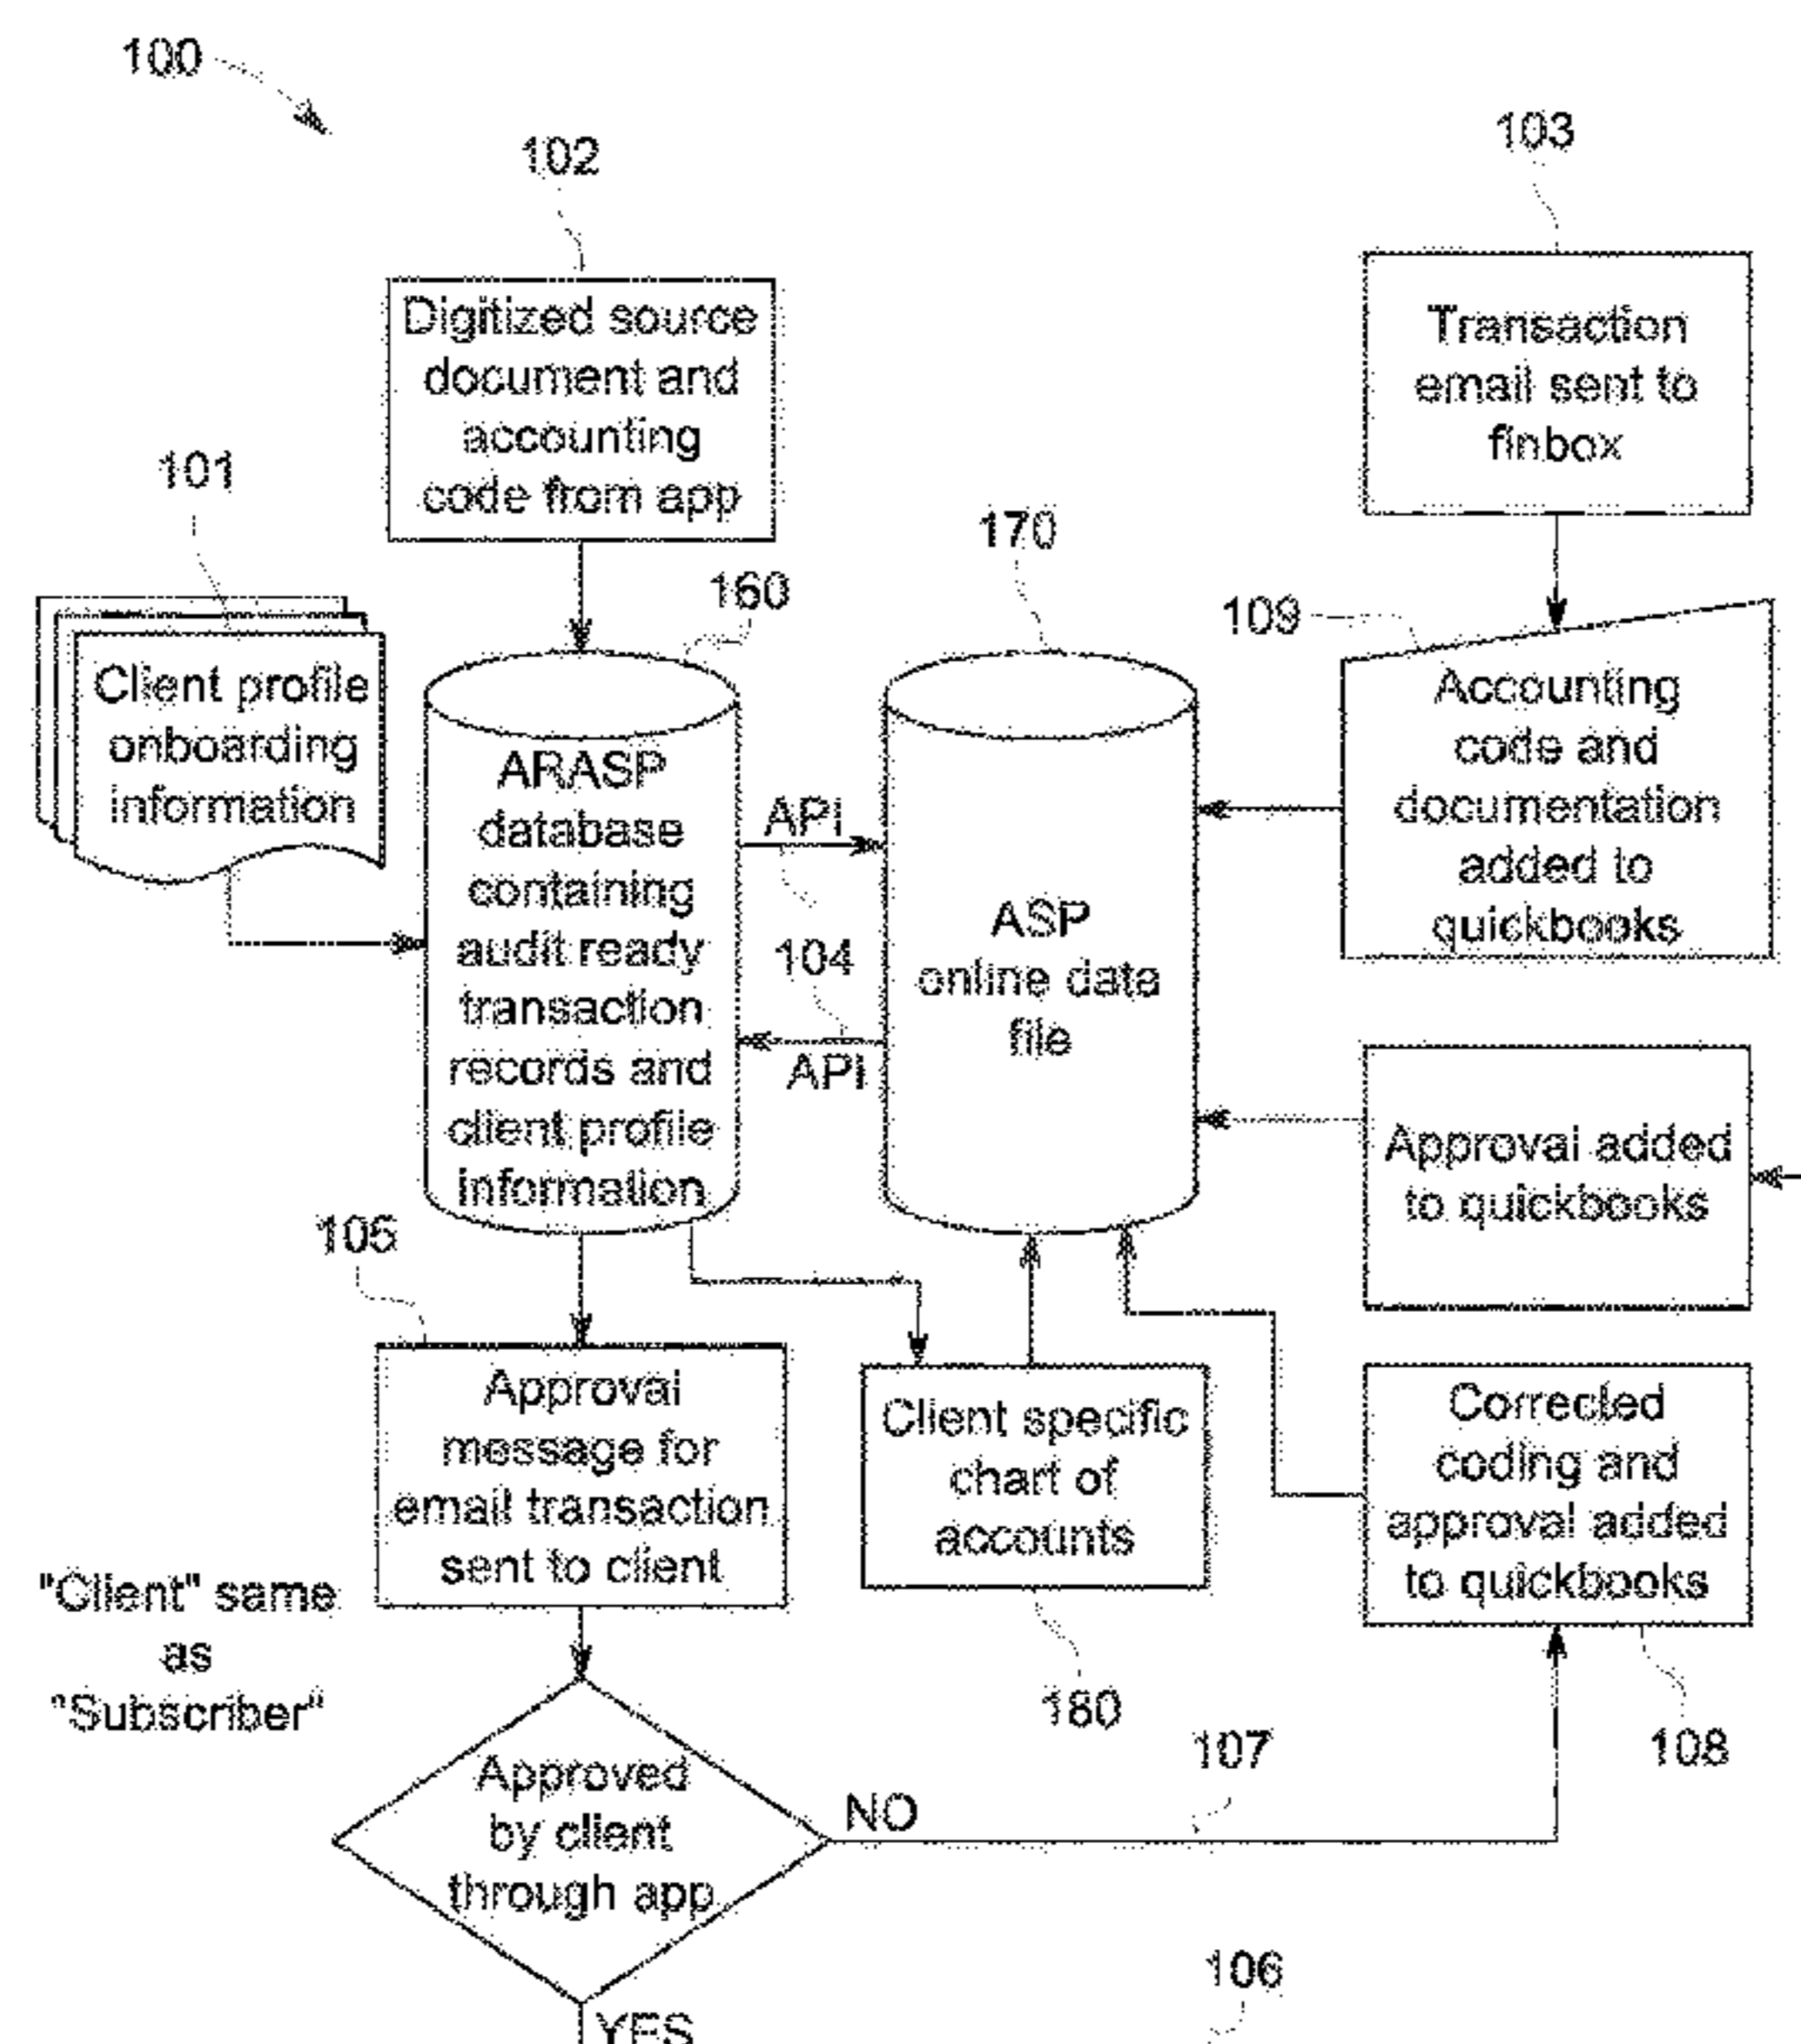 100
102
103
Digitized source
document and
accounting
code from app
Transaction
email sent to
finbox
101
160
170
109
Client profile
onboarding
information
ARASP
database
containing
audit ready
transaction
records and
client profile
information
API
104
API
ASP
online data
file
Accounting
code and
documentation
added to
quickbooks
Approval added
to quickbooks
105
Approval
message for
email transaction
sent to client
Client specific
chart of
accounts
180
Corrected
coding and
approval added
to quickbooks
108
"Client" same
as
"Subscriber"
Approved
by client
through app
NO
107
106
YES